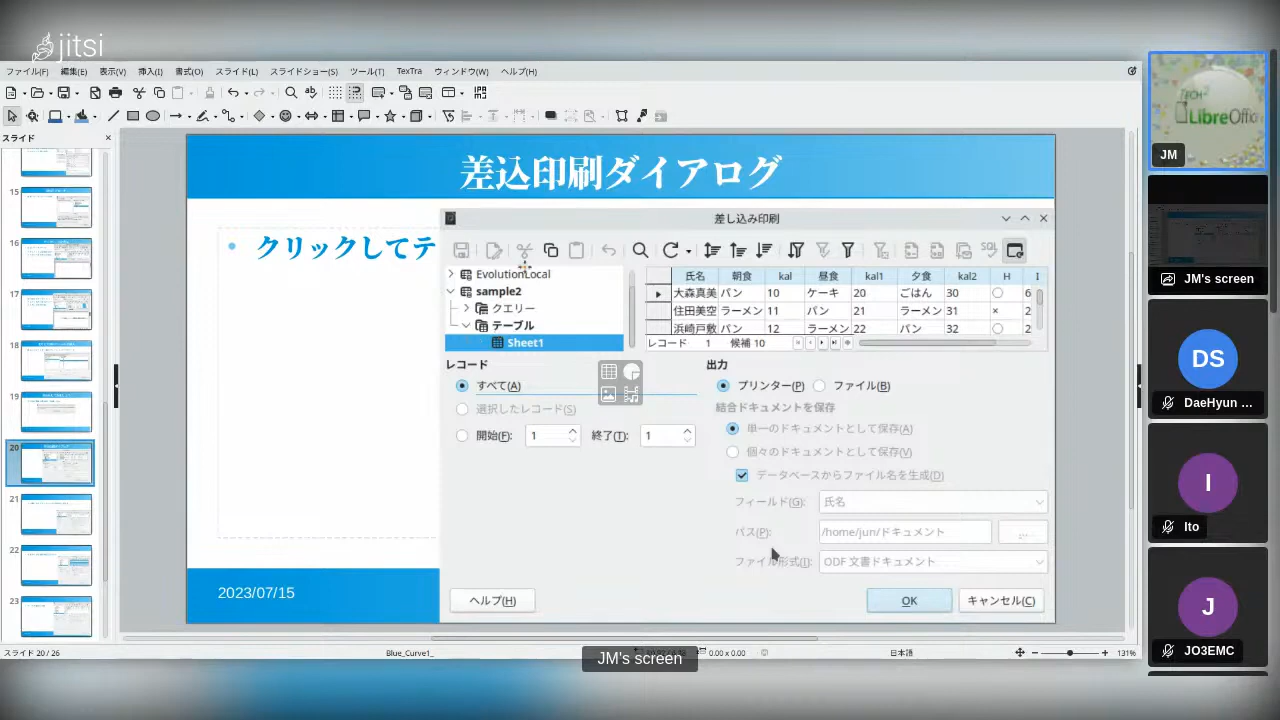 jitsi
ファイル(F) 編集(E) 表示(V) 挿入(I) 書式(O) スライド(L) スライドショー(S) ツール(T) TexTra ウィンドウ(W) ヘルプ(H)
スライド
15
16
17
18
19
20
21
22
23
差込印刷ダイアログ
クリックしてテ
2023/07/15
差し込み印刷
EvolutionLocal
sample2
クエリー
テーブル
Sheet1
氏名 朝食 kal 昼食 kal1 夕食 kal2 H I
大森真美 パン 10 ケーキ 20 ごはん 30 ○ 6
住田美空 ラーメン 11 パン 21 ラーメン 31 × 2
浜崎戸敷 パン 12 ラーメン 22 パン 32 ○ 2
レコード 1 候補 10
レコード
すべて(A)
選択したレコード(S)
開始(F): 1 終了(T): 1
出力
プリンター(P) ファイル(B)
結合ドキュメントを保存
単一のドキュメントとして保存(A)
個々のドキュメントとして保存(V)
データベースからファイル名を生成(D)
フィールド(G): 氏名
パス(P): /home/jun/ドキュメント ...
ファイル形式(I): ODF 文書ドキュメント
ヘルプ(H) OK キャンセル(C)
スライド 20 / 26 Blue_Curve1_ 0.00 x 0.00 日本語 131%
JM's screen
TECH
LibreOffic
JM
JM's screen
DS
DaeHyun ...
I
Ito
J
JO3EMC